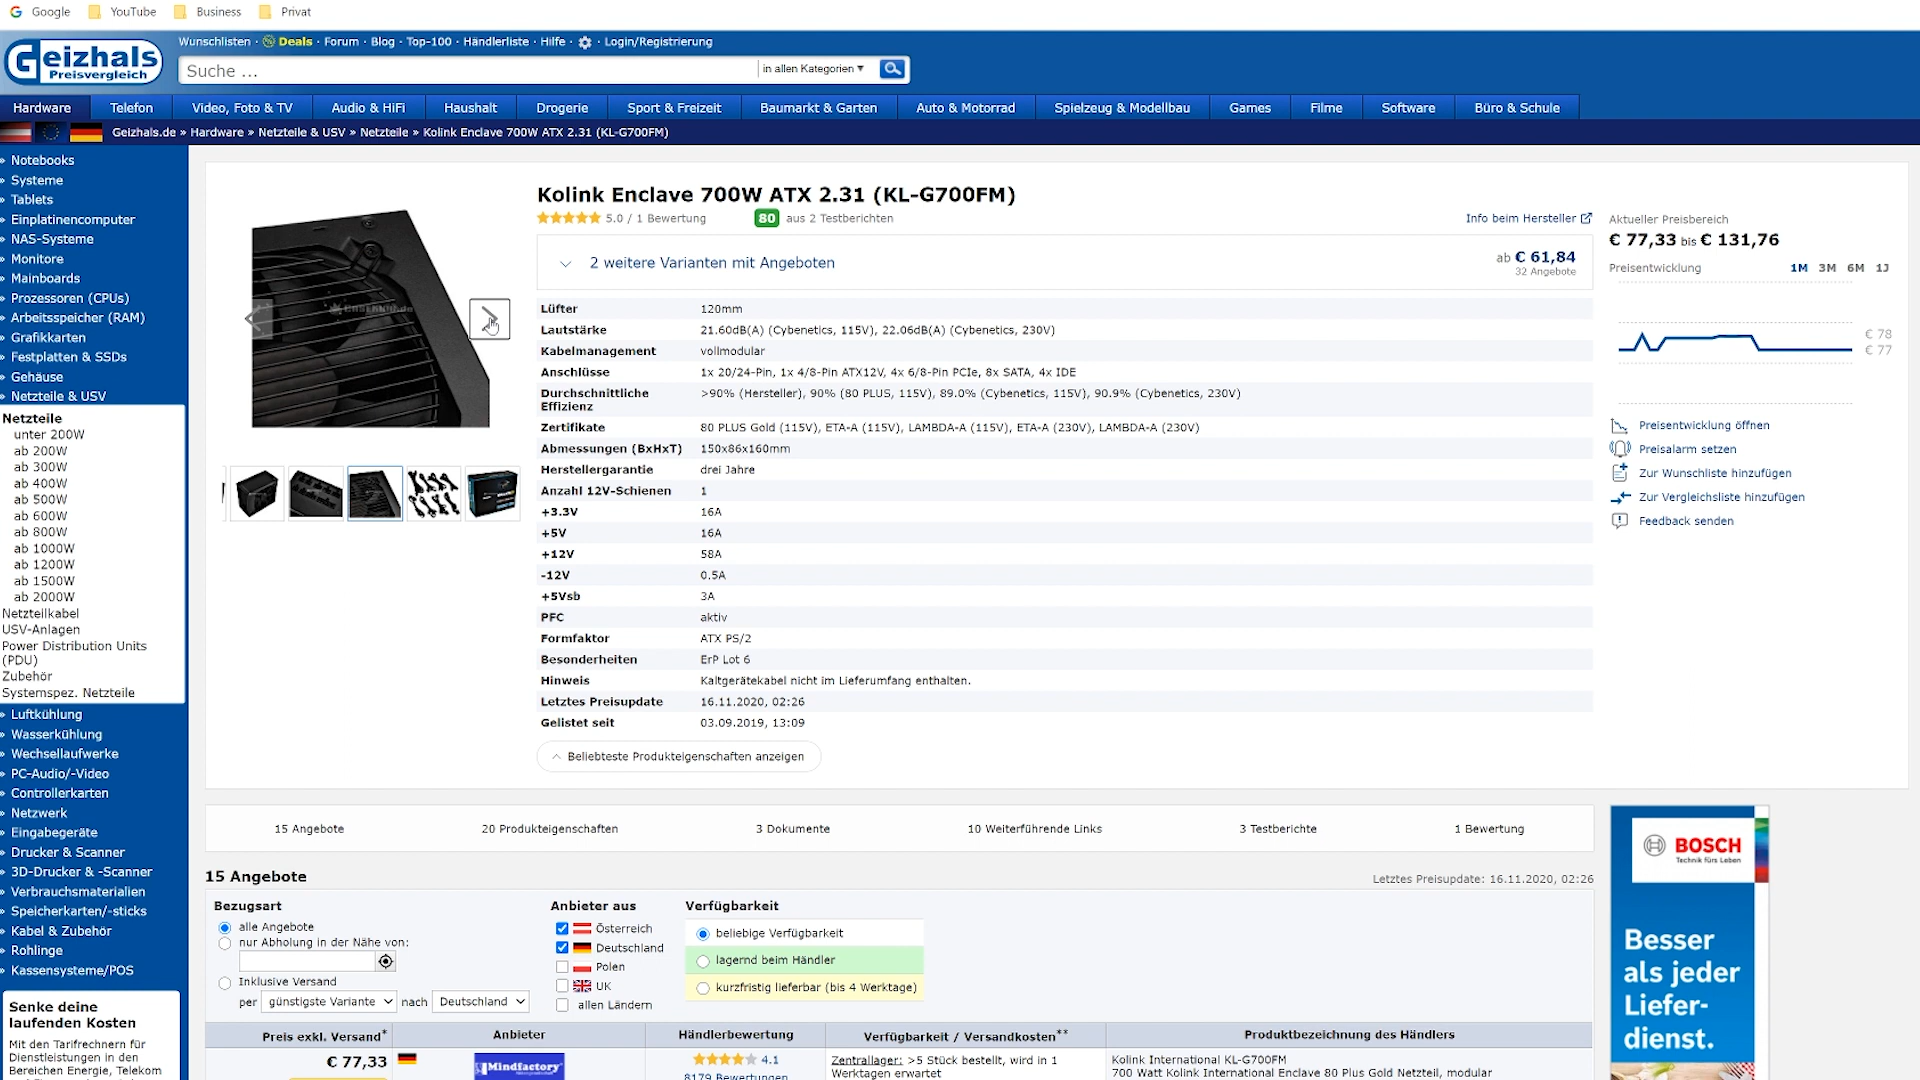 Google YouTube Business Privat
Geizhals
Preisvergleich
Wunschlisten · Deals · Forum · Blog · Top-100 · Händlerliste · Hilfe · · Login/Registrierung
Suche ... in allen Kategorien
Hardware Telefon Video, Foto & TV Audio & HiFi Haushalt Drogerie Sport & Freizeit Baumarkt & Garten Auto & Motorrad Spielzeug & Modellbau Games Filme Software Büro & Schule
Geizhals.de » Hardware » Netzteile & USV » Netzteile » Kolink Enclave 700W ATX 2.31 (KL-G700FM)
» Notebooks
» Systeme
» Tablets
» Einplatinencomputer
» NAS-Systeme
» Monitore
» Mainboards
» Prozessoren (CPUs)
» Arbeitsspeicher (RAM)
» Grafikkarten
» Festplatten & SSDs
» Gehäuse
» Netzteile & USV
Netzteile
unter 200W
ab 200W
ab 300W
ab 400W
ab 500W
ab 600W
ab 800W
ab 1000W
ab 1200W
ab 1500W
ab 2000W
Netzteilkabel
USV-Anlagen
Power Distribution Units
(PDU)
Zubehör
Systemspez. Netzteile
» Luftkühlung
» Wasserkühlung
» Wechsellaufwerke
» PC-Audio/-Video
» Controllerkarten
» Netzwerk
» Eingabegeräte
» Drucker & Scanner
» 3D-Drucker & -Scanner
» Verbrauchsmaterialien
» Speicherkarten/-sticks
» Kabel & Zubehör
» Rohlinge
» Kassensysteme/POS
Senke deine
laufenden Kosten
Mit den Tarifrechnern für
Dienstleistungen in den
Bereichen Energie, Telekom
Kolink Enclave 700W ATX 2.31 (KL-G700FM)
5.0 / 1 Bewertung 80 aus 2 Testberichten Info beim Hersteller
2 weitere Varianten mit Angeboten ab € 61,84
32 Angebote
Lüfter 120mm
Lautstärke 21.60dB(A) (Cybenetics, 115V), 22.06dB(A) (Cybenetics, 230V)
Kabelmanagement vollmodular
Anschlüsse 1x 20/24-Pin, 1x 4/8-Pin ATX12V, 4x 6/8-Pin PCIe, 8x SATA, 4x IDE
Durchschnittliche
Effizienz >90% (Hersteller), 90% (80 PLUS, 115V), 89.0% (Cybenetics, 115V), 90.9% (Cybenetics, 230V)
Zertifikate 80 PLUS Gold (115V), ETA-A (115V), LAMBDA-A (115V), ETA-A (230V), LAMBDA-A (230V)
Abmessungen (BxHxT) 150x86x160mm
Herstellergarantie drei Jahre
Anzahl 12V-Schienen 1
+3.3V 16A
+5V 16A
+12V 58A
-12V 0.5A
+5Vsb 3A
PFC aktiv
Formfaktor ATX PS/2
Besonderheiten ErP Lot 6
Hinweis Kaltgerätekabel nicht im Lieferumfang enthalten.
Letztes Preisupdate 16.11.2020, 02:26
Gelistet seit 03.09.2019, 13:09
Beliebteste Produkteigenschaften anzeigen
Aktueller Preisbereich
€ 77,33 bis € 131,76
Preisentwicklung 1M 3M 6M 1J
€ 78
€ 77
Preisentwicklung öffnen
Preisalarm setzen
Zur Wunschliste hinzufügen
Zur Vergleichsliste hinzufügen
Feedback senden
15 Angebote 20 Produkteigenschaften 3 Dokumente 10 Weiterführende Links 3 Testberichte 1 Bewertung
15 Angebote Letztes Preisupdate: 16.11.2020, 02:26
Bezugsart
alle Angebote
nur Abholung in der Nähe von:
Inklusive Versand
per günstigste Variante nach Deutschland
Anbieter aus
Österreich
Deutschland
Polen
UK
allen Ländern
Verfügbarkeit
beliebige Verfügbarkeit
lagernd beim Händler
kurzfristig lieferbar (bis 4 Werktage)
Preis exkl. Versand* Anbieter Händlerbewertung Verfügbarkeit / Versandkosten** Produktbezeichnung des Händlers
€ 77,33 Mindfactory 4.1 Zentrallager: >5 Stück bestellt, wird in 1 Kolink International KL-G700FM
8179 Bewertungen Werktagen erwartet 700 Watt Kolink International Enclave 80 Plus Gold Netzteil, modular
BOSCH
Technik fürs Leben
Besser
als jeder
Liefer-
dienst.